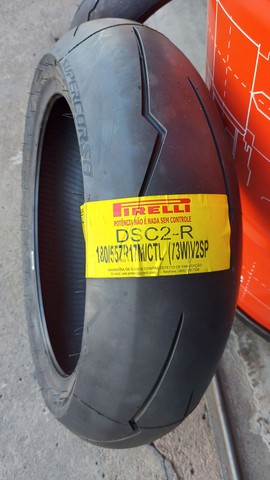 SUPERCORSA
PIRELLI
POTÊNCIA NÃO É NADA SEM CONTROLE
DSC2-R
180/55ZR17M/CTL (73W)V2SP